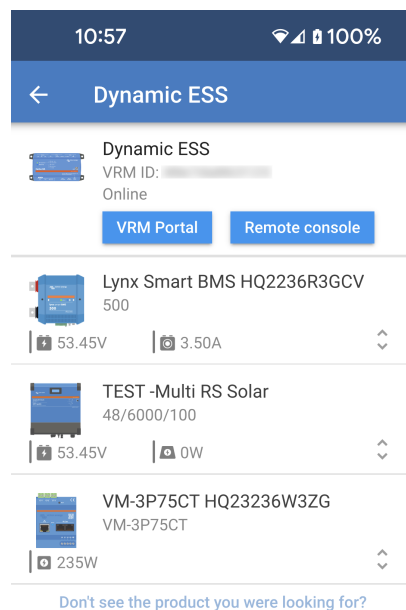 10:57 100%
Dynamic ESS
Dynamic ESS
VRM ID:
Online
VRM Portal Remote console
Lynx Smart BMS HQ2236R3GCV
500
53.45V 3.50A
TEST -Multi RS Solar
48/6000/100
53.45V 0W
VM-3P75CT HQ23236W3ZG
VM-3P75CT
235W
Don't see the product you were looking for?